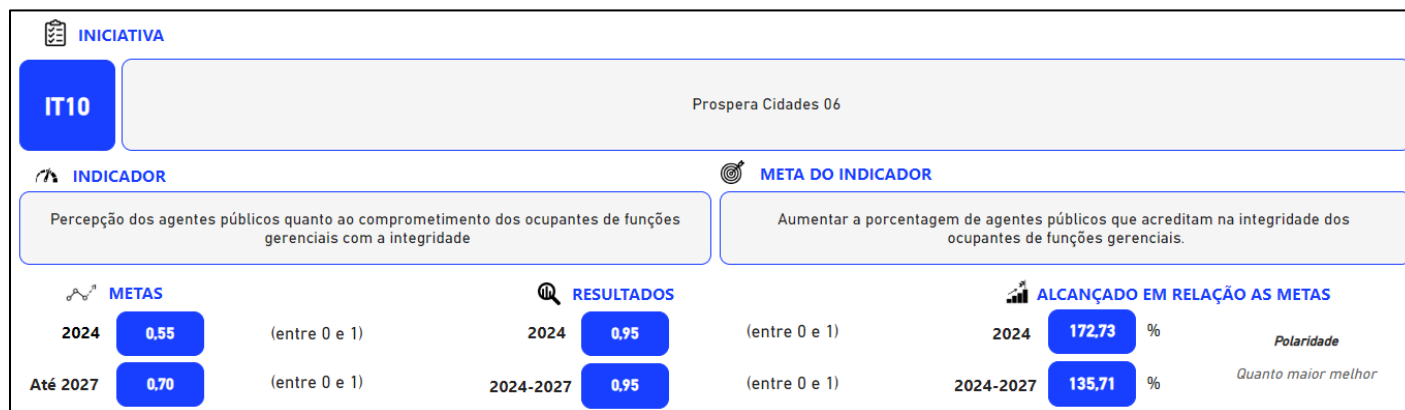 INICIATIVA
IT10
Prospera Cidades 06
INDICADOR
META DO INDICADOR
Percepção dos agentes públicos quanto ao comprometimento dos ocupantes de funções
gerenciais com a integridade
Aumentar a porcentagem de agentes públicos que acreditam na integridade dos
ocupantes de funções gerenciais.
METAS
RESULTADOS
ALCANÇADO EM RELAÇÃO AS METAS
2024 0,55 (entre 0 e 1) 2024 0,95 (entre 0 e 1) 2024 172,73 %
Polaridade
Até 2027 0,70 (entre 0 e 1) 2024-2027 0,95 (entre 0 e 1) 2024-2027 135,71 %
Quanto maior melhor